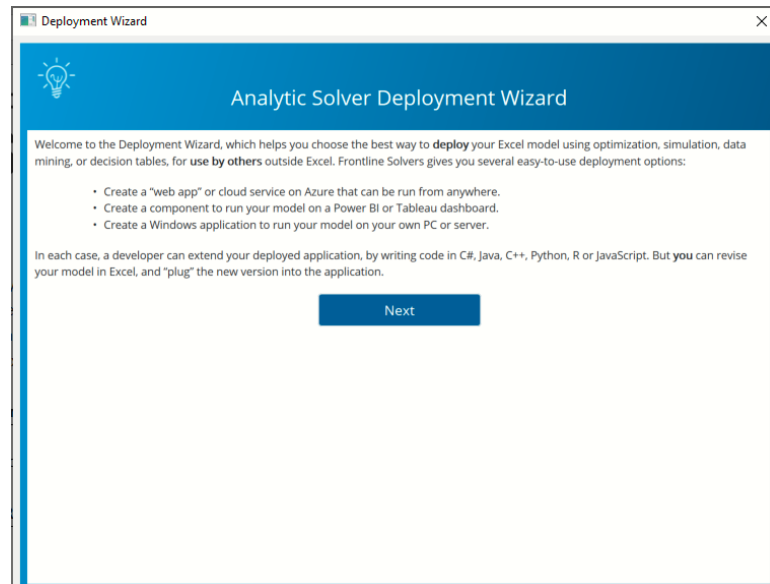 Deployment Wizard
Analytic Solver Deployment Wizard
Welcome to the Deployment Wizard, which helps you choose the best way to deploy your Excel model using optimization, simulation, data
mining, or decision tables, for use by others outside Excel. Frontline Solvers gives you several easy-to-use deployment options:
• Create a "web app" or cloud service on Azure that can be run from anywhere.
• Create a component to run your model on a Power BI or Tableau dashboard.
• Create a Windows application to run your model on your own PC or server.
In each case, a developer can extend your deployed application, by writing code in C#, Java, C++, Python, R or JavaScript. But you can revise
your model in Excel, and "plug" the new version into the application.
Next